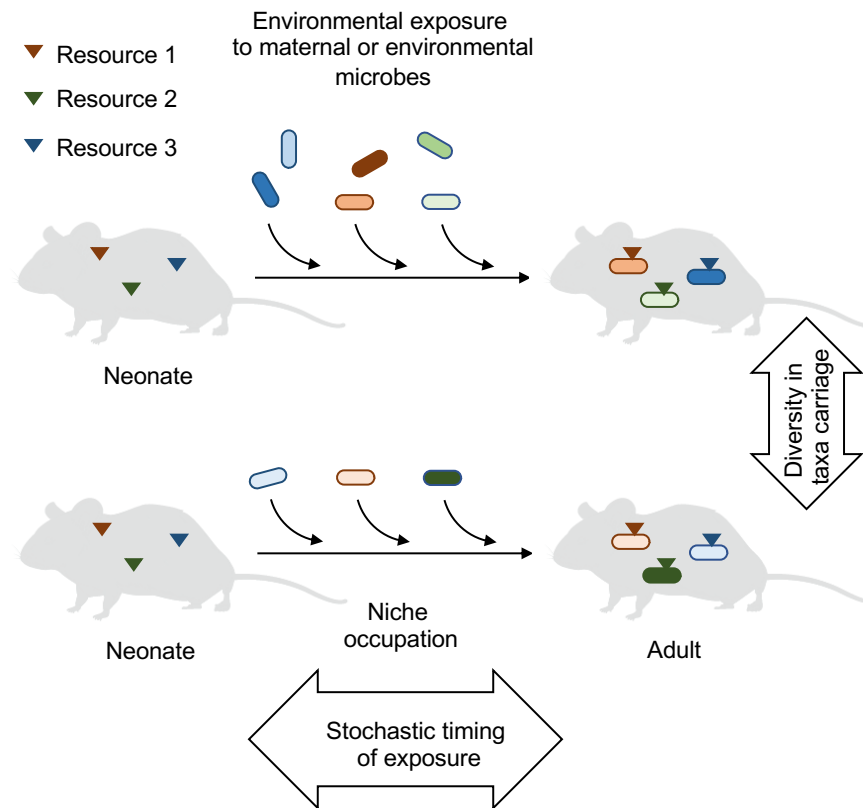 Environmental exposure
to maternal or environmental
microbes
Resource 1
Resource 2
Resource 3
Neonate
Diversity in
taxa carriage
Niche
occupation
Neonate
Adult
Stochastic timing
of exposure